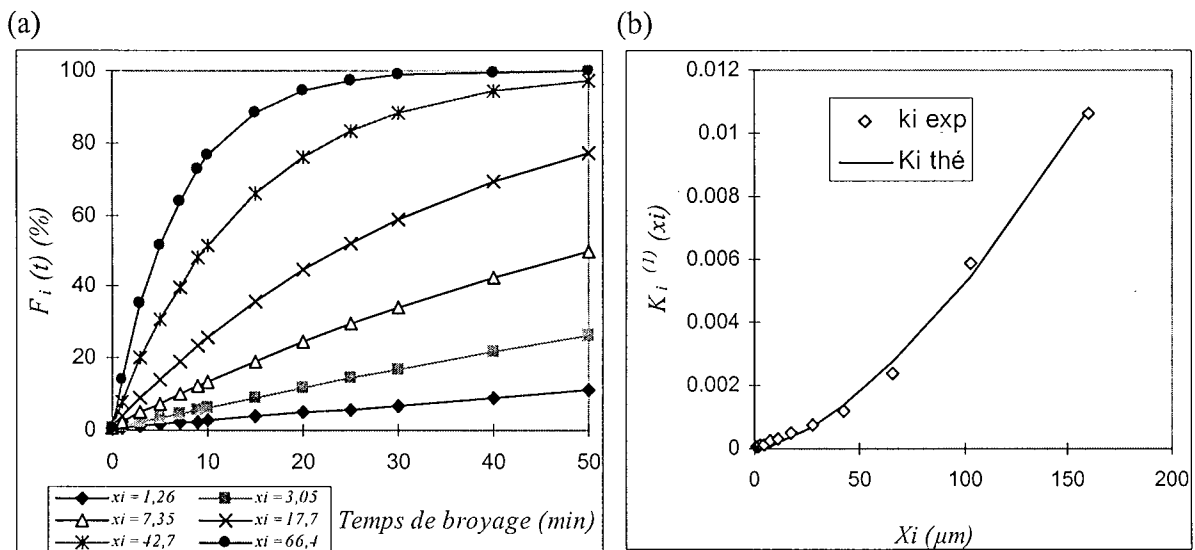 (a)
100
80
60
40
20
0
F i (t) (%)
0 10 20 30 40 50
Temps de broyage (min)
xi = 1,26
xi = 3,05
xi = 7,35
xi = 17,7
xi = 42,7
xi = 66,4
(b)
0.012
0.01
0.008
0.006
0.004
0.002
0
K i (1) (xi)
ki exp
Ki thé
0 50 100 150 200
Xi (µm)